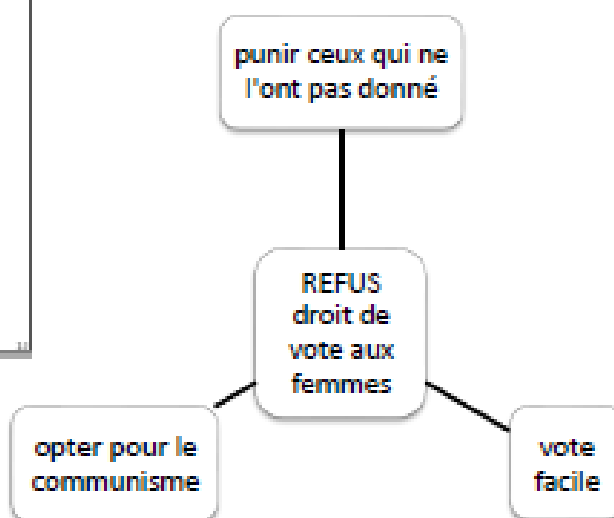 punir ceux qui ne
l'ont pas donné
REFUS
droit de
vote aux
femmes
opter pour le
communisme
vote
facile